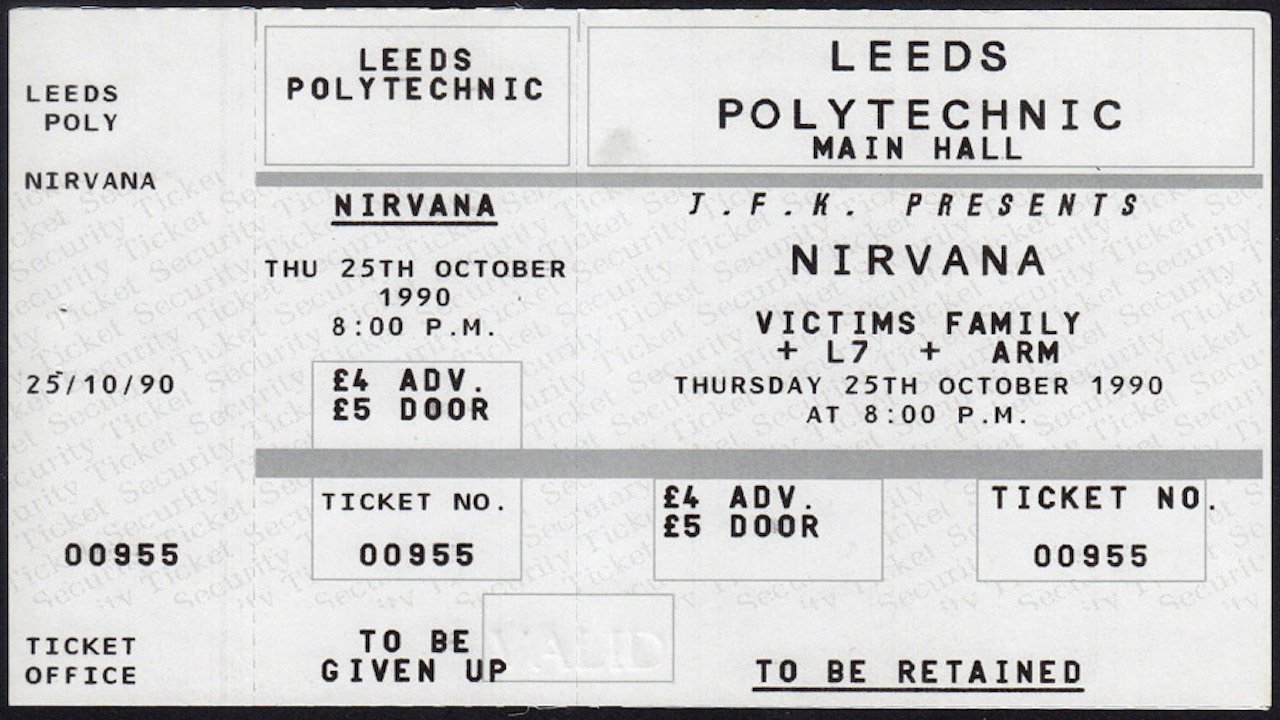 LEEDS
POLY
NIRVANA
25/10/90
00955
TICKET
OFFICE
LEEDS
POLYTECHNIC
NIRVANA
THU 25TH OCTOBER
1990
8:00 P.M.
£4 ADV.
£5 DOOR
TICKET NO.
00955
TO BE
GIVEN UP
VALID
LEEDS
POLYTECHNIC
MAIN HALL
J.F.K. PRESENTS
NIRVANA
VICTIMS FAMILY
+ L7 + ARM
THURSDAY 25TH OCTOBER 1990
AT 8:00 P.M.
£4 ADV.
£5 DOOR
TICKET NO.
00955
TO BE RETAINED